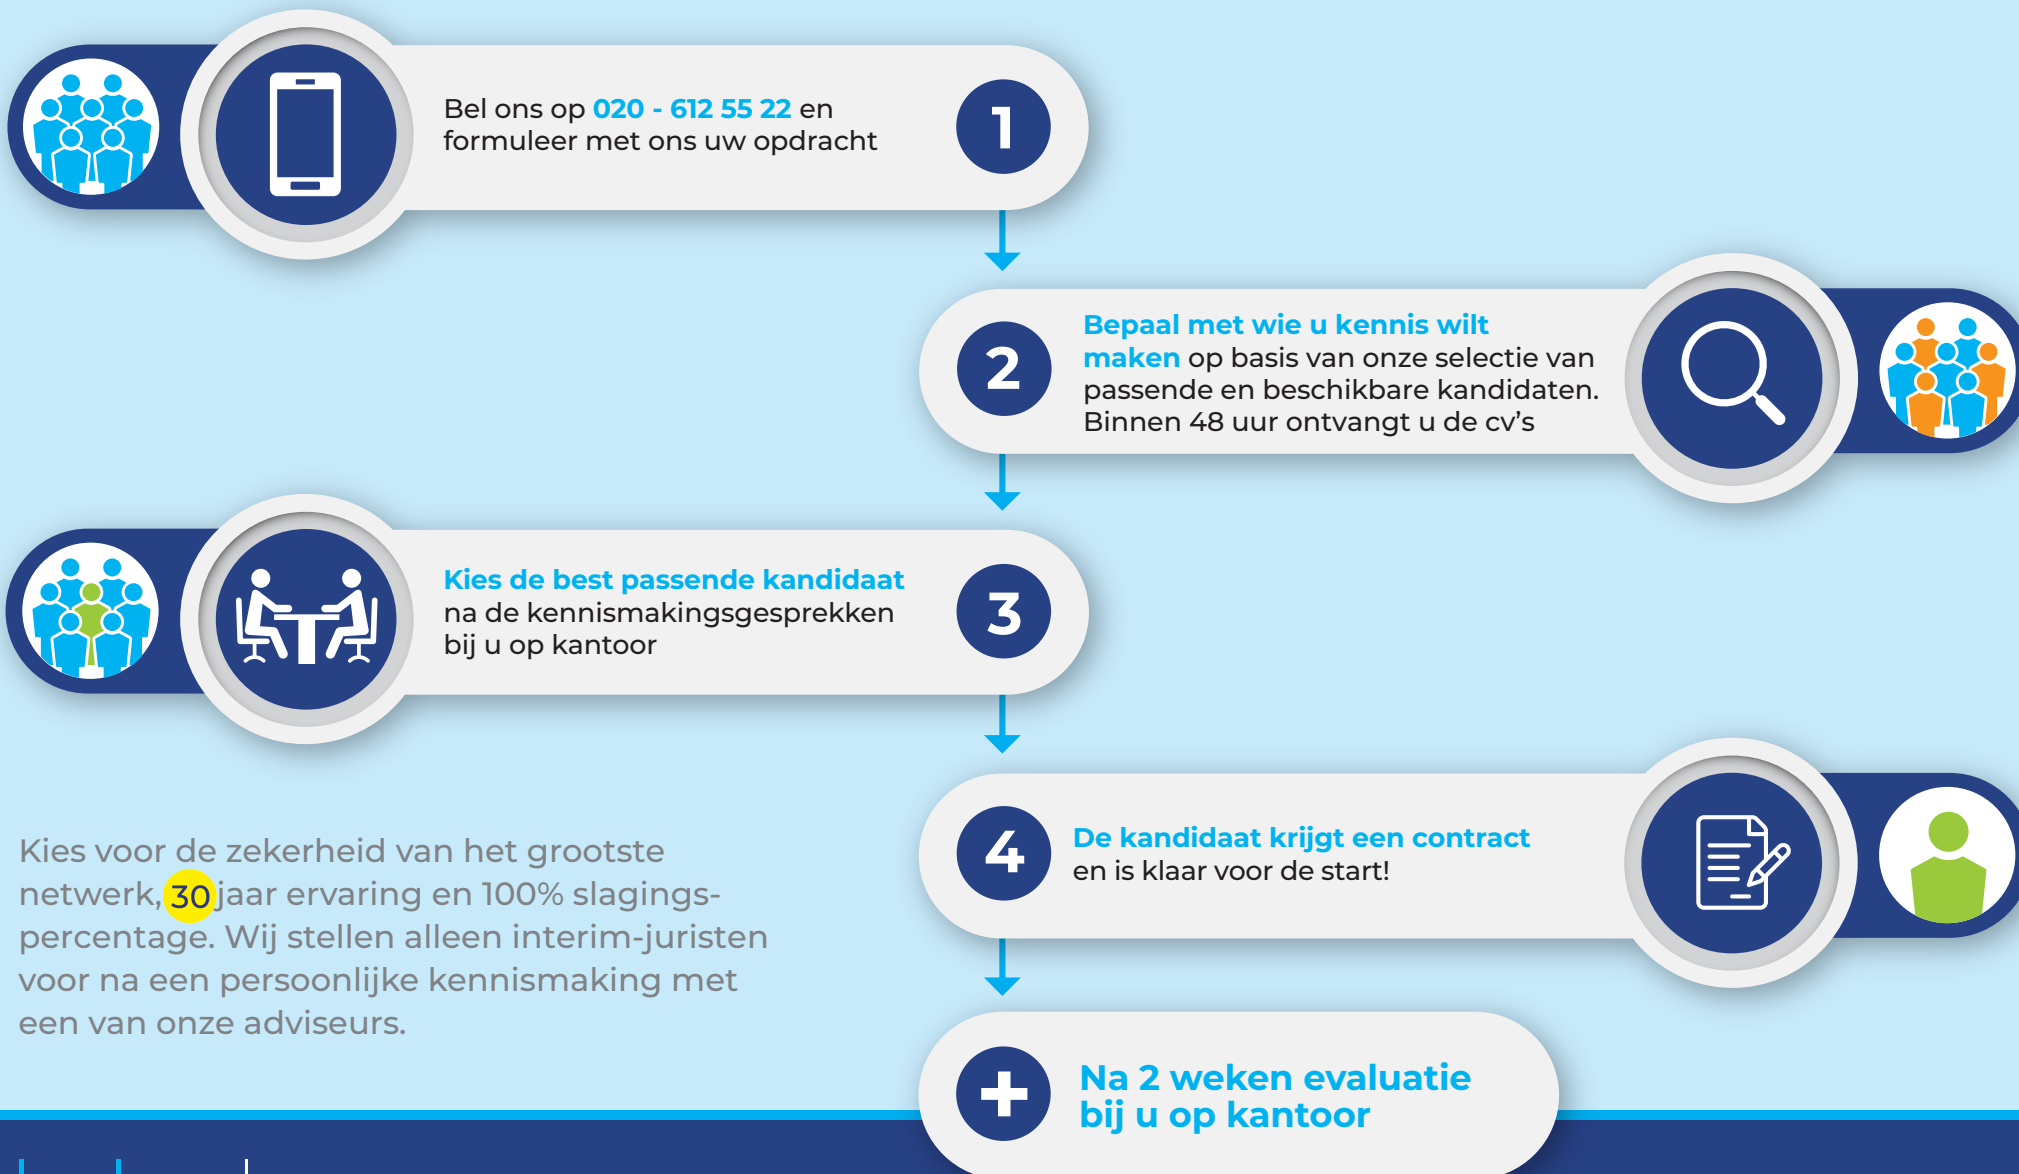 Bel ons op 020 - 612 55 22 en
formuleer met ons uw opdracht
1
2
Bepaal met wie u kennis wilt
maken op basis van onze selectie van
passende en beschikbare kandidaten.
Binnen 48 uur ontvangt u de cv’s
Kies de best passende kandidaat
na de kennismakingsgesprekken
bij u op kantoor
3
4
De kandidaat krijgt een contract
en is klaar voor de start!
Kies voor de zekerheid van het grootste
netwerk, 30 jaar ervaring en 100% slagings-
percentage. Wij stellen alleen interim-juristen
voor na een persoonlijke kennismaking met
een van onze adviseurs.
+
Na 2 weken evaluatie
bij u op kantoor